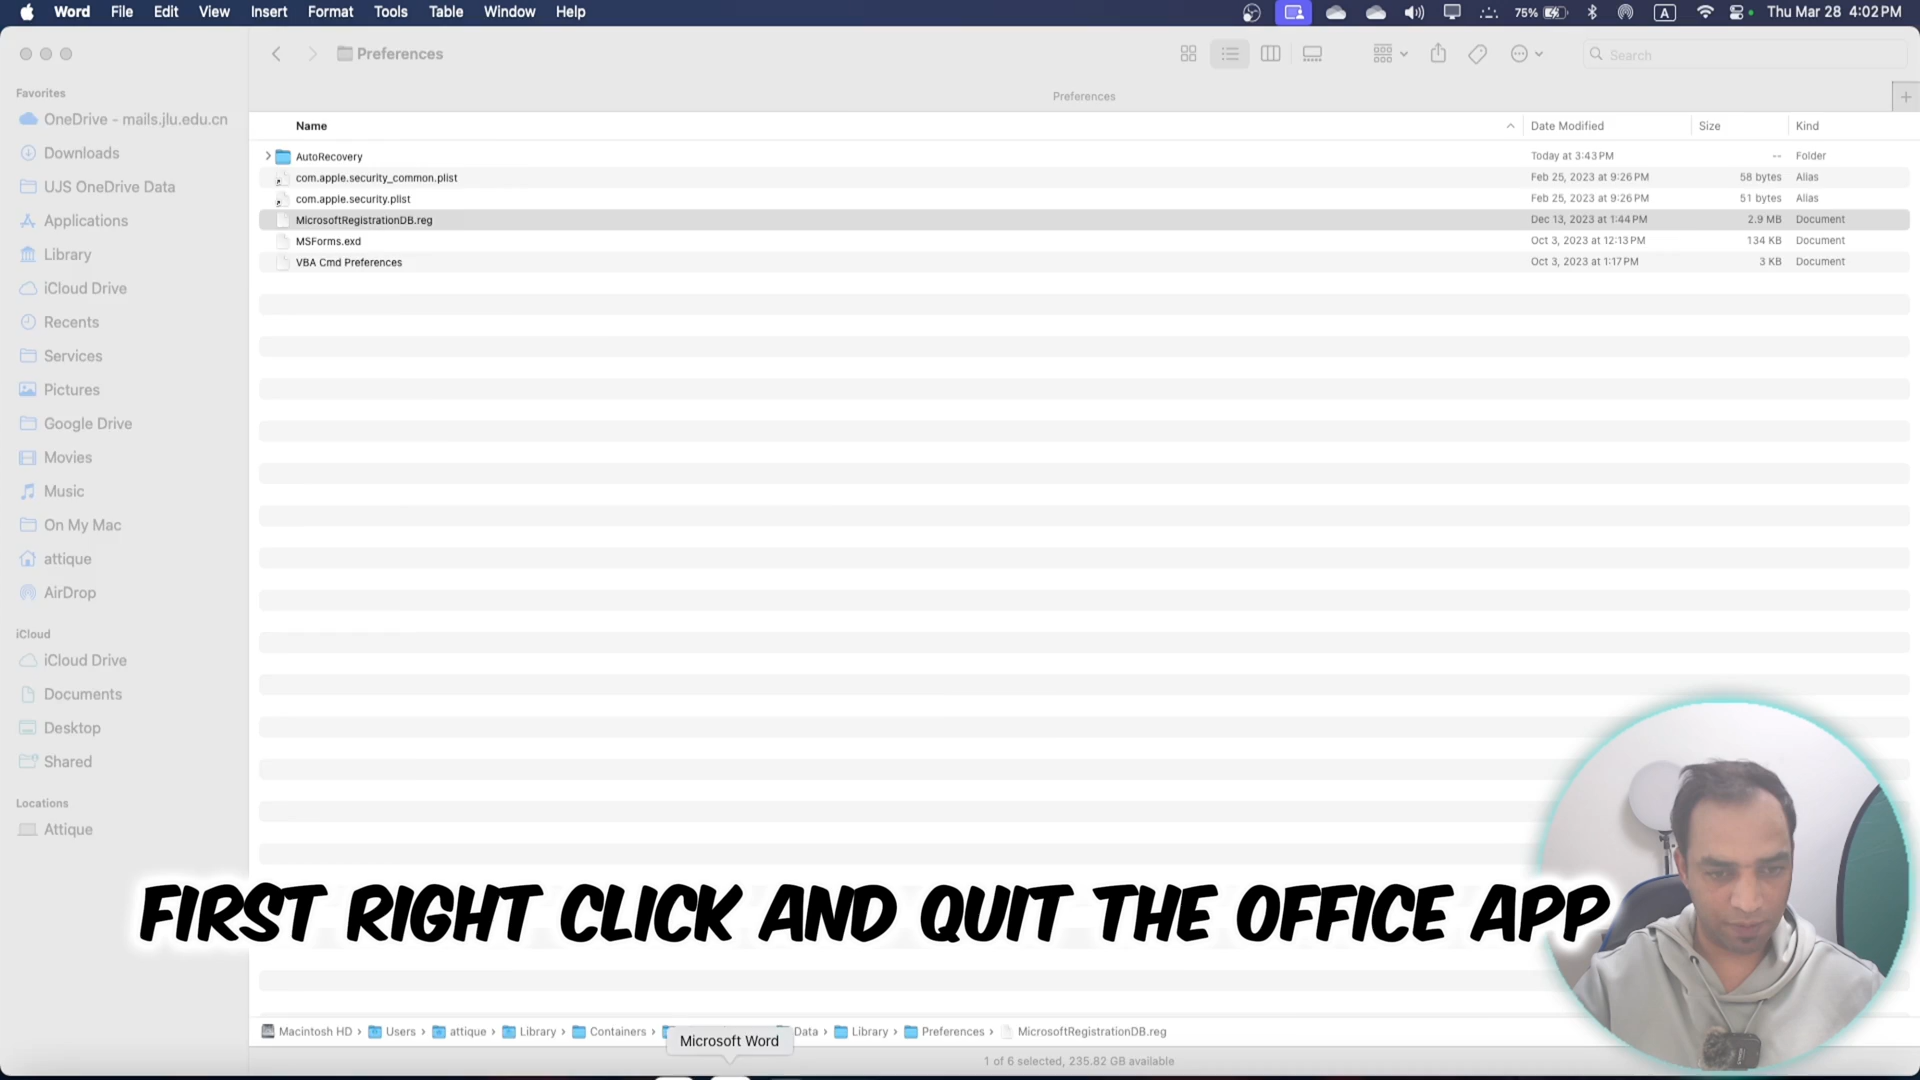 Word File Edit View Insert Format Tools Table Window Help 75% A Thu Mar 28 4:02 PM
Preferences
Search
Preferences
Favorites
OneDrive - mails.jlu.edu.cn
Downloads
UJS OneDrive Data
Applications
Library
iCloud Drive
Recents
Services
Pictures
Google Drive
Movies
Music
On My Mac
attique
AirDrop
iCloud
iCloud Drive
Documents
Desktop
Shared
Locations
Attique
Name Date Modified Size Kind
AutoRecovery Today at 3:43 PM -- Folder
com.apple.security_common.plist Feb 25, 2023 at 9:26 PM 58 bytes Alias
com.apple.security.plist Feb 25, 2023 at 9:26 PM 51 bytes Alias
MicrosoftRegistrationDB.reg Dec 13, 2023 at 1:44 PM 2.9 MB Document
MSForms.exd Oct 3, 2023 at 12:13 PM 134 KB Document
VBA Cmd Preferences Oct 3, 2023 at 1:17 PM 3 KB Document
FIRST RIGHT CLICK AND QUIT THE OFFICE APP
Macintosh HD › Users › attique › Library › Containers › Data › Library › Preferences › MicrosoftRegistrationDB.reg
Microsoft Word
1 of 6 selected, 235.82 GB available